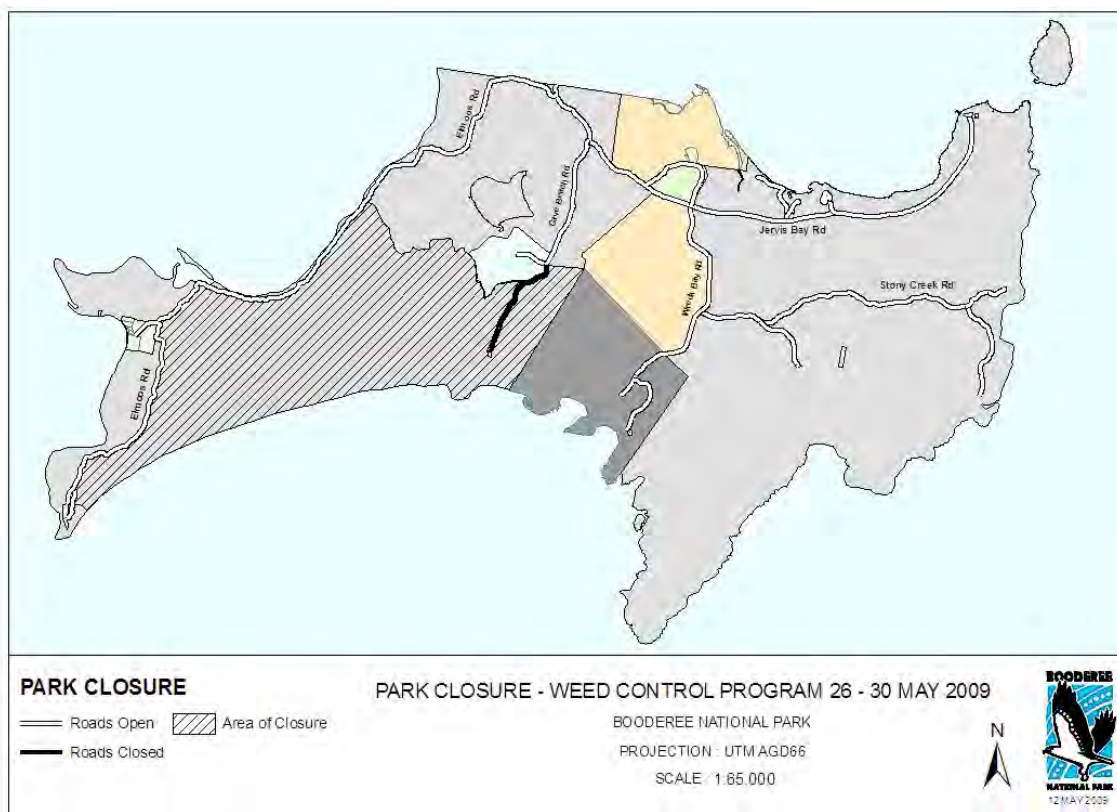 Ellmoos Rd
Cave Beach Rd
Jervis Bay Rd
Wreck Bay Rd
Stony Creek Rd
Ellmoos Rd
PARK CLOSURE
Roads Open
Area of Closure
Roads Closed
PARK CLOSURE - WEED CONTROL PROGRAM 26 - 30 MAY 2009
BOODEREE NATIONAL PARK
PROJECTION : UTM AGD66
SCALE 1:65,000
N
BOODEREE
NATIONAL PARK
12 MAY 2009